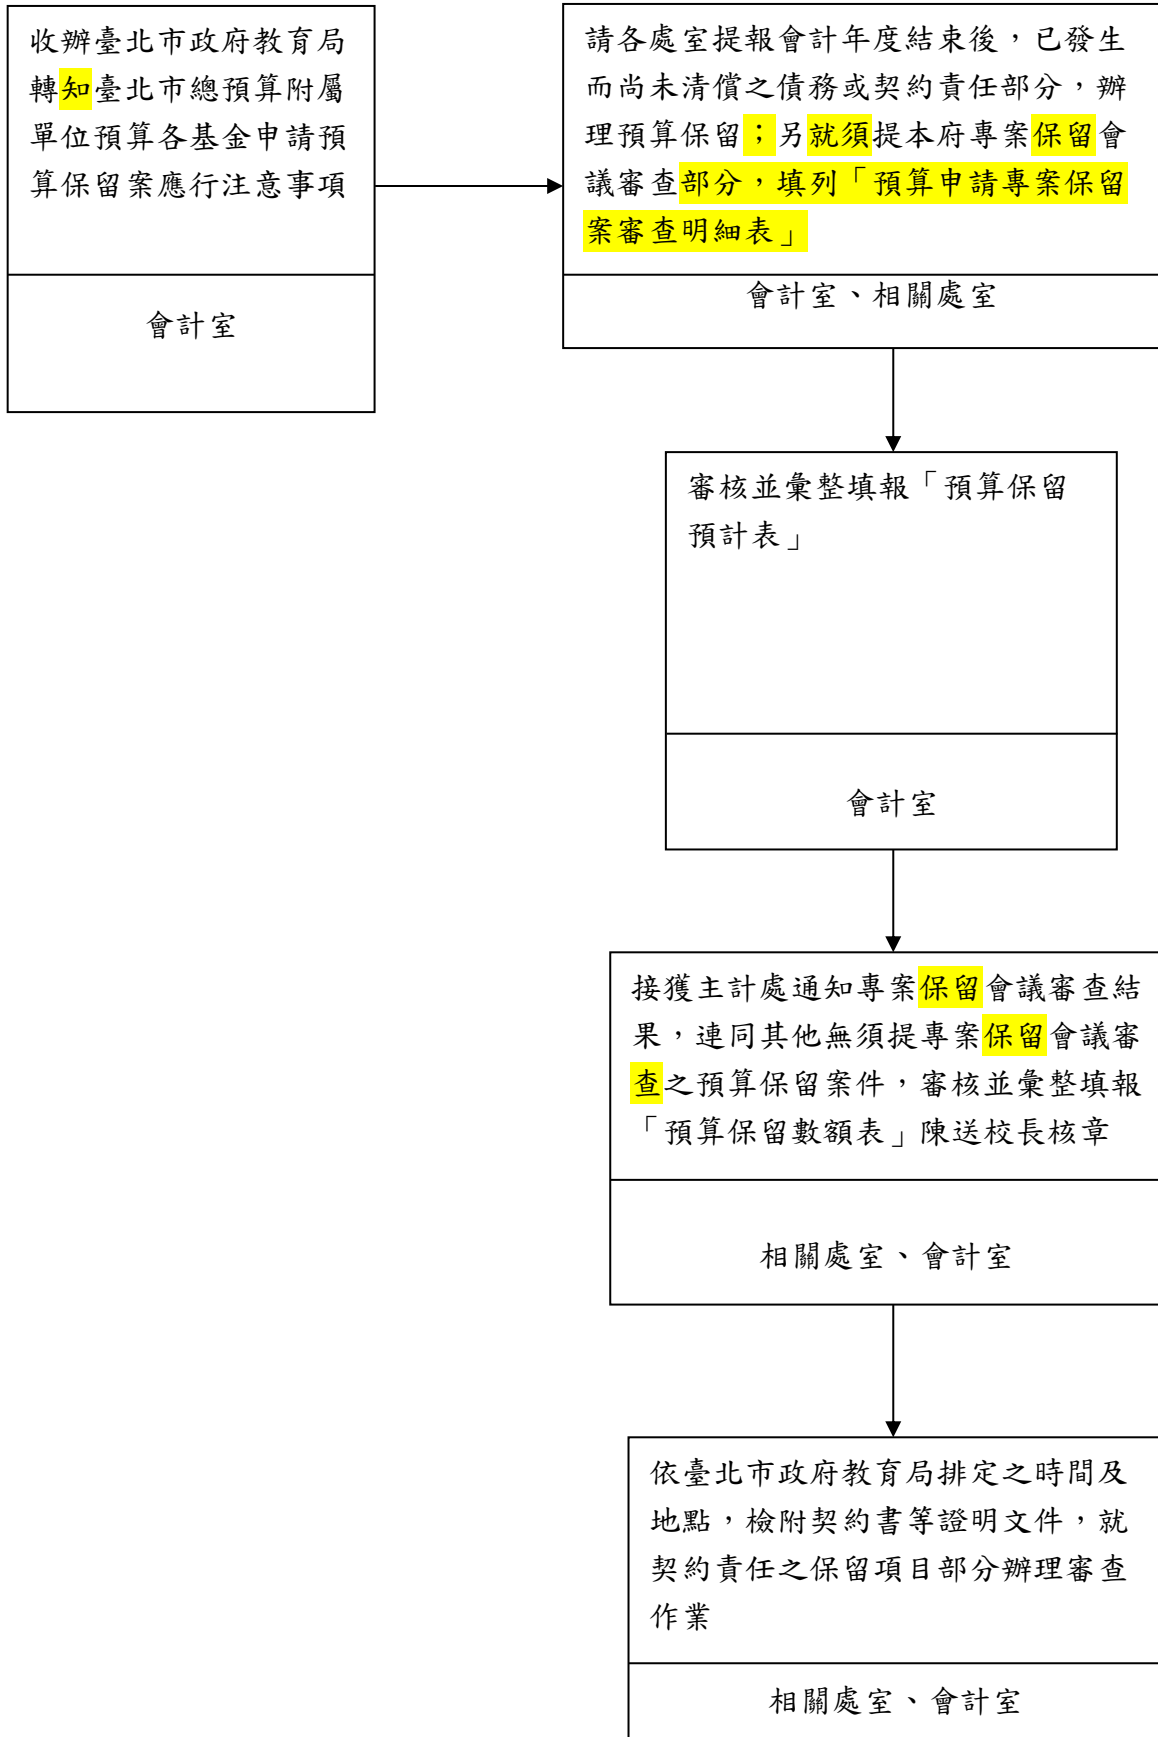 收辦臺北市政府教育局
轉知臺北市總預算附屬
單位預算各基金申請預
算保留案應行注意事項
會計室
請各處室提報會計年度結束後，已發生
而尚未清償之債務或契約責任部分，辦
理預算保留；另就須提本府專案保留會
議審查部分，填列「預算申請專案保留
案審查明細表」
會計室、相關處室
審核並彙整填報「預算保留
預計表」
會計室
接獲主計處通知專案保留會議審查結
果，連同其他無須提專案保留會議審
查之預算保留案件，審核並彙整填報
「預算保留數額表」陳送校長核章
相關處室、會計室
依臺北市政府教育局排定之時間及
地點，檢附契約書等證明文件，就
契約責任之保留項目部分辦理審查
作業
相關處室、會計室